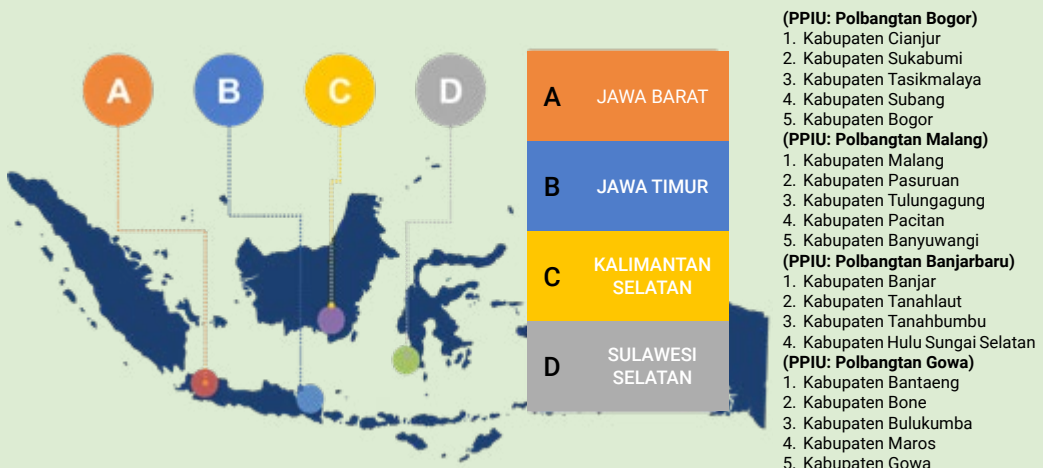 A
B
C
D
A JAWA BARAT
B JAWA TIMUR
C KALIMANTAN
SELATAN
D SULAWESI
SELATAN
(PPIU: Polbangtan Bogor)
1. Kabupaten Cianjur
2. Kabupaten Sukabumi
3. Kabupaten Tasikmalaya
4. Kabupaten Subang
5. Kabupaten Bogor
(PPIU: Polbangtan Malang)
1. Kabupaten Malang
2. Kabupaten Pasuruan
3. Kabupaten Tulungagung
4. Kabupaten Pacitan
5. Kabupaten Banyuwangi
(PPIU: Polbangtan Banjarbaru)
1. Kabupaten Banjar
2. Kabupaten Tanahlaut
3. Kabupaten Tanahbumbu
4. Kabupaten Hulu Sungai Selatan
(PPIU: Polbangtan Gowa)
1. Kabupaten Bantaeng
2. Kabupaten Bone
3. Kabupaten Bulukumba
4. Kabupaten Maros
5. Kabupaten Gowa